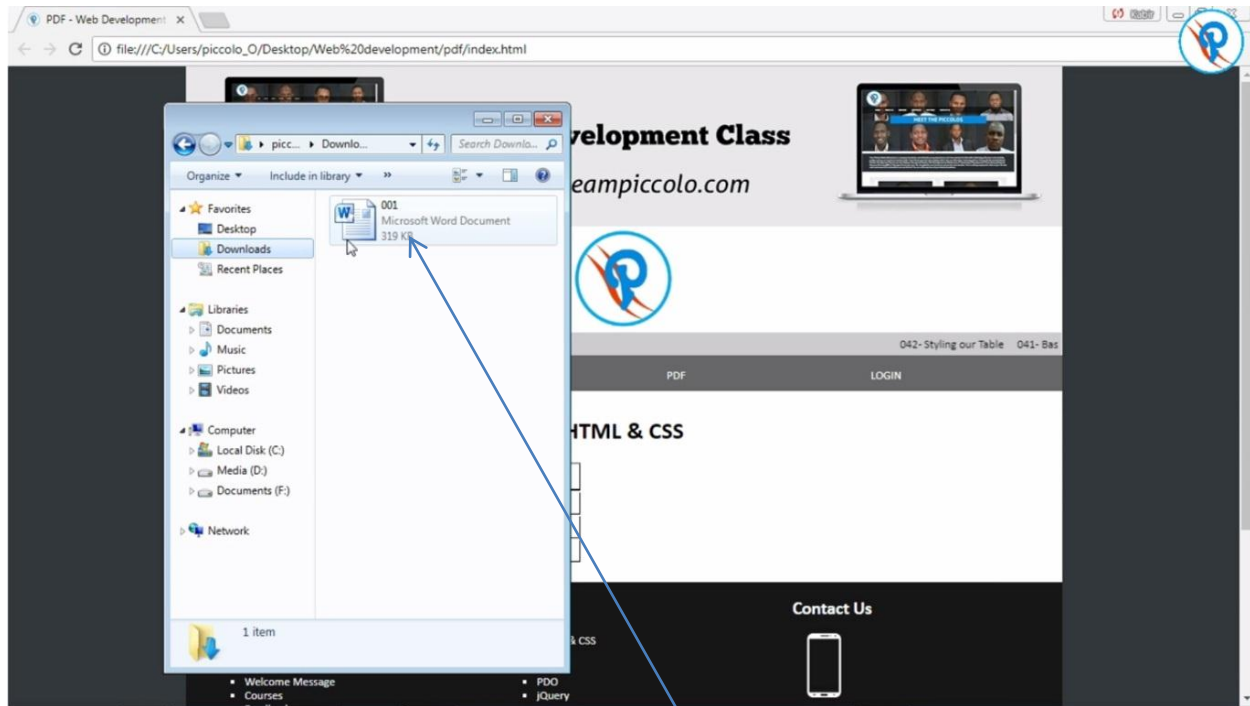 PDF - Web Development
file:///C:/Users/piccolo_O/Desktop/Web%20development/pdf/index.html
velopment Class
eampiccolo.com
MEET THE PICCOLOS
picc... Downlo...
Search Downlo...
Organize Include in library »
Favorites
Desktop
Downloads
Recent Places
Libraries
Documents
Music
Pictures
Videos
Computer
Local Disk (C:)
Media (D:)
Documents (F:)
Network
001
Microsoft Word Document
319 KB
1 item
042- Styling our Table 041- Bas
PDF LOGIN
HTML & CSS
Contact Us
& CSS
Welcome Message
Courses
PDO
jQuery